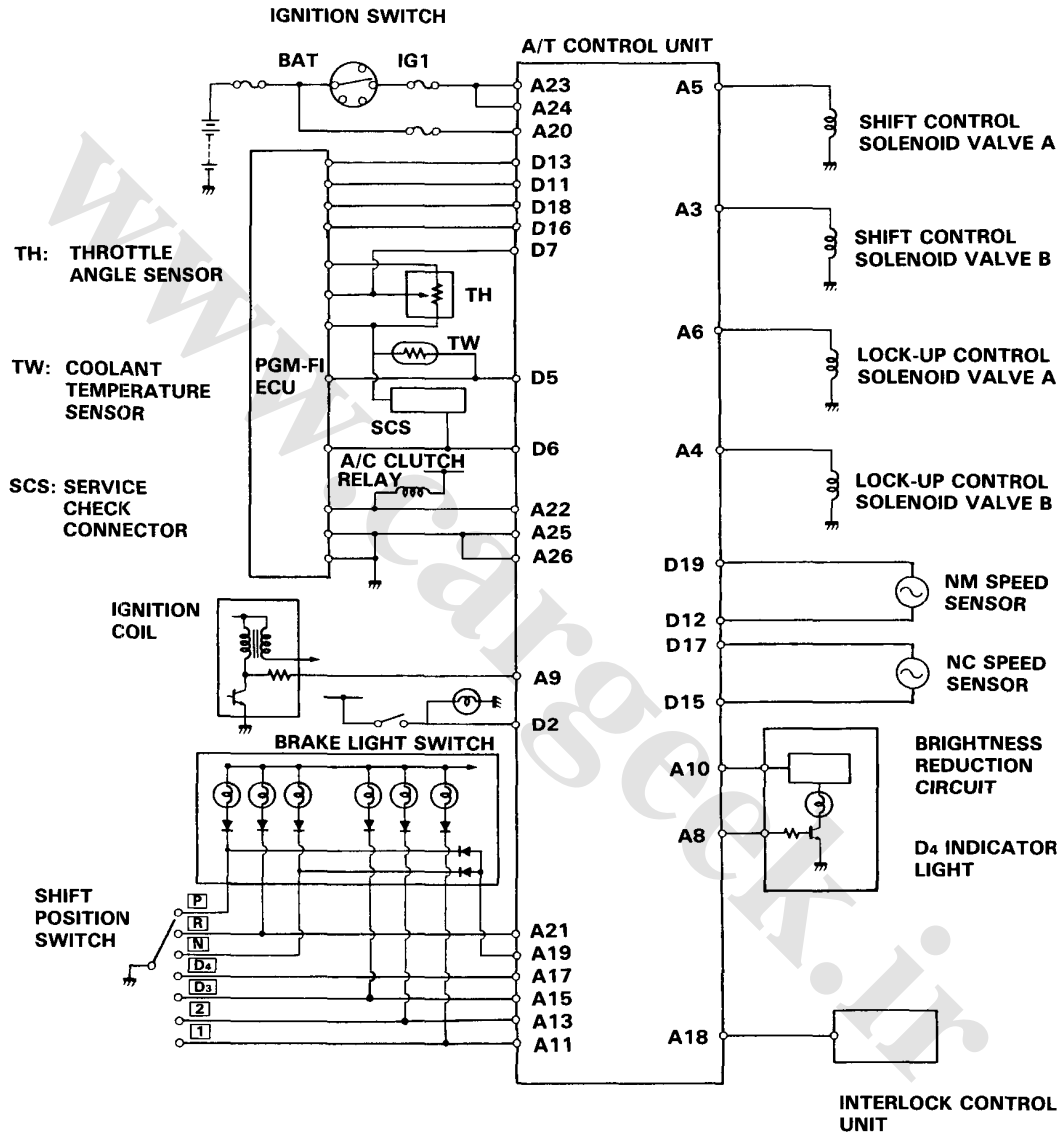 IGNITION SWITCH
BAT
IG1
A/T CONTROL UNIT
A23
A24
A20
D13
D11
D18
D16
D7
TH: THROTTLE
ANGLE SENSOR
TH
TW: COOLANT
TEMPERATURE
SENSOR
PGM-FI
ECU
TW
D5
SCS
D6
A/C CLUTCH
RELAY
SCS: SERVICE
CHECK
CONNECTOR
A22
A25
A26
IGNITION
COIL
A9
D2
BRAKE LIGHT SWITCH
SHIFT
POSITION
SWITCH
P
R
N
D4
D3
2
1
A21
A19
A17
A15
A13
A11
A5
SHIFT CONTROL
SOLENOID VALVE A
A3
SHIFT CONTROL
SOLENOID VALVE B
A6
LOCK-UP CONTROL
SOLENOID VALVE A
A4
LOCK-UP CONTROL
SOLENOID VALVE B
D19
NM SPEED
SENSOR
D12
D17
NC SPEED
SENSOR
D15
A10
BRIGHTNESS
REDUCTION
CIRCUIT
A8
D4 INDICATOR
LIGHT
A18
INTERLOCK CONTROL
UNIT
www.cargeek.ir